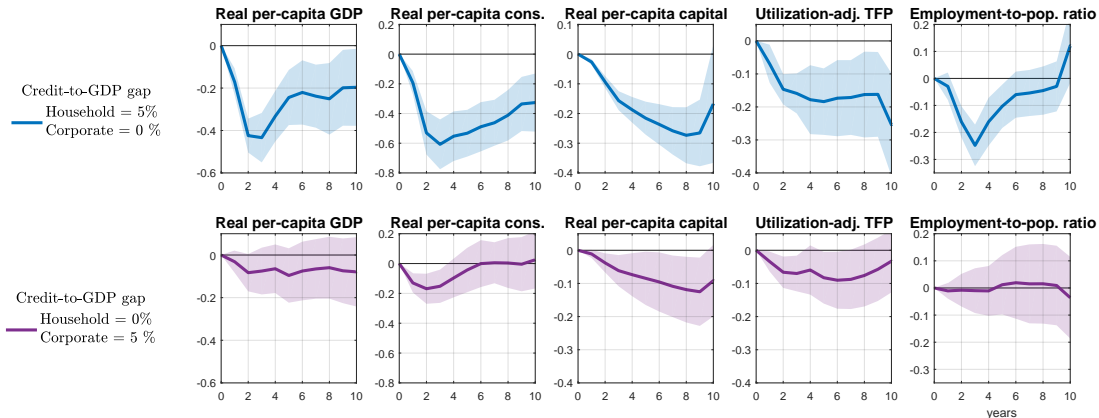 Real per-capita GDP
Real per-capita cons.
Real per-capita capital
Utilization-adj. TFP
Employment-to-pop. ratio
Credit-to-GDP gap
Household = 5%
Corporate = 0 %
0
-0.2
-0.4
-0.6
0 2 4 6 8 10
0.2
0
-0.2
-0.4
-0.6
-0.8
0 2 4 6 8 10
0.1
0
-0.1
-0.2
-0.3
-0.4
0 2 4 6 8 10
0
-0.1
-0.2
-0.3
-0.4
0 2 4 6 8 10
0.2
0.1
0
-0.1
-0.2
-0.3
0 2 4 6 8 10
Real per-capita GDP
Real per-capita cons.
Real per-capita capital
Utilization-adj. TFP
Employment-to-pop. ratio
Credit-to-GDP gap
Household = 0%
Corporate = 5 %
0
-0.2
-0.4
-0.6
0 2 4 6 8 10
0.2
0
-0.2
-0.4
-0.6
-0.8
0 2 4 6 8 10
0
-0.1
-0.2
-0.3
-0.4
0 2 4 6 8 10
0
-0.1
-0.2
-0.3
-0.4
0 2 4 6 8 10
0.2
0.1
0
-0.1
-0.2
-0.3
0 2 4 6 8 10
years